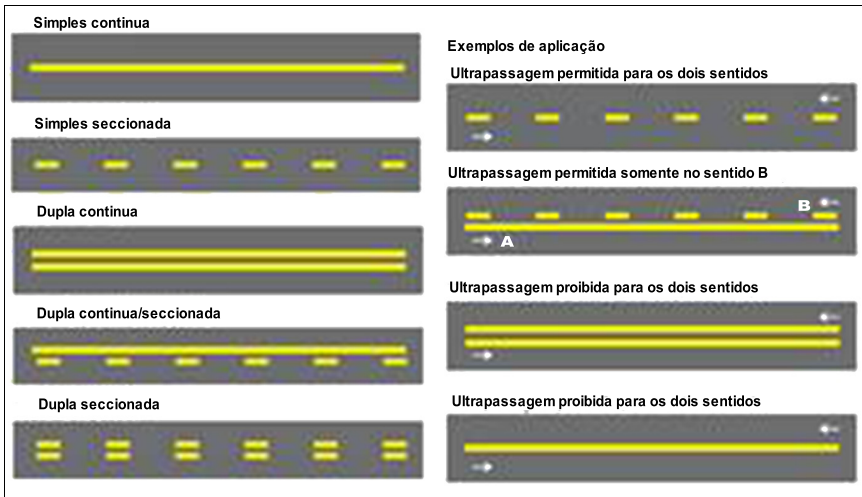 Simples continua
Simples seccionada
Dupla continua
Dupla continua/seccionada
Dupla seccionada
Exemplos de aplicação
Ultrapassagem permitida para os dois sentidos
Ultrapassagem permitida somente no sentido B
B
A
Ultrapassagem proibida para os dois sentidos
Ultrapassagem proibida para os dois sentidos